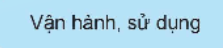 Vận hành, sử dụng